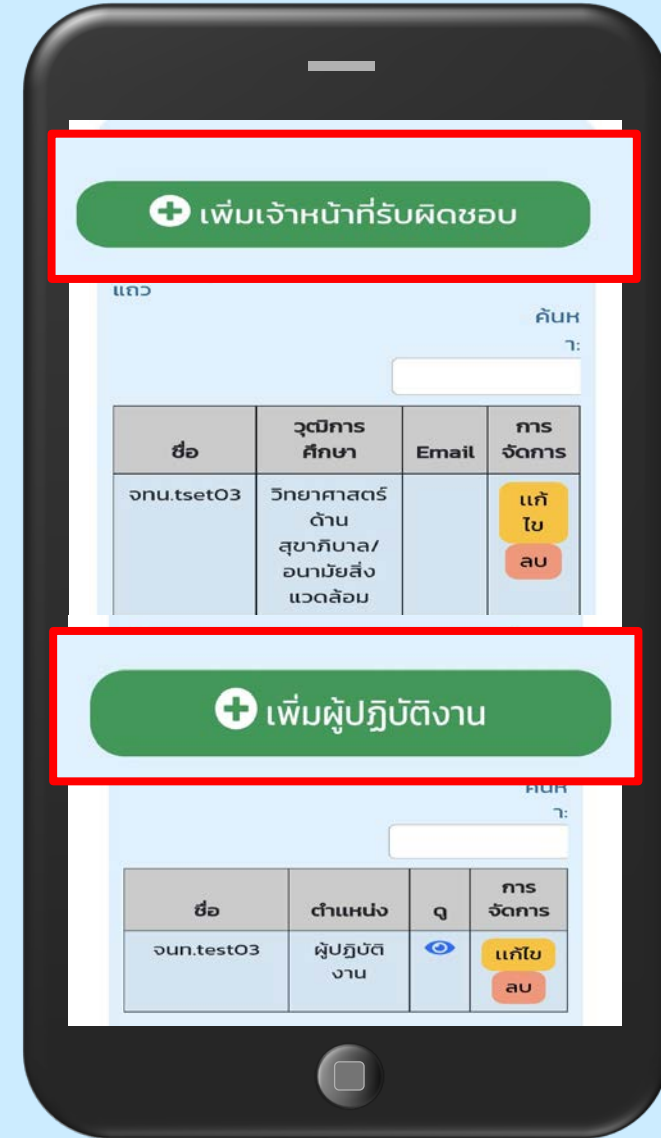 เพิ่มเจ้าหน้าที่รับผิดชอบ
แถว
ค้นห
า:
ชื่อ
วุฒิการ
ศึกษา
Email
การ
จัดการ
จทน.tset03
วิทยาศาสตร์
ด้าน
สุขาภิบาล/
อนามัยสิ่ง
แวดล้อม
แก้
ไข
ลบ
เพิ่มผู้ปฏิบัติงาน
ค้นห
า:
ชื่อ
ตำแหน่ง
ดู
การ
จัดการ
จนท.test03
ผู้ปฏิบัติ
งาน
แก้ไข
ลบ